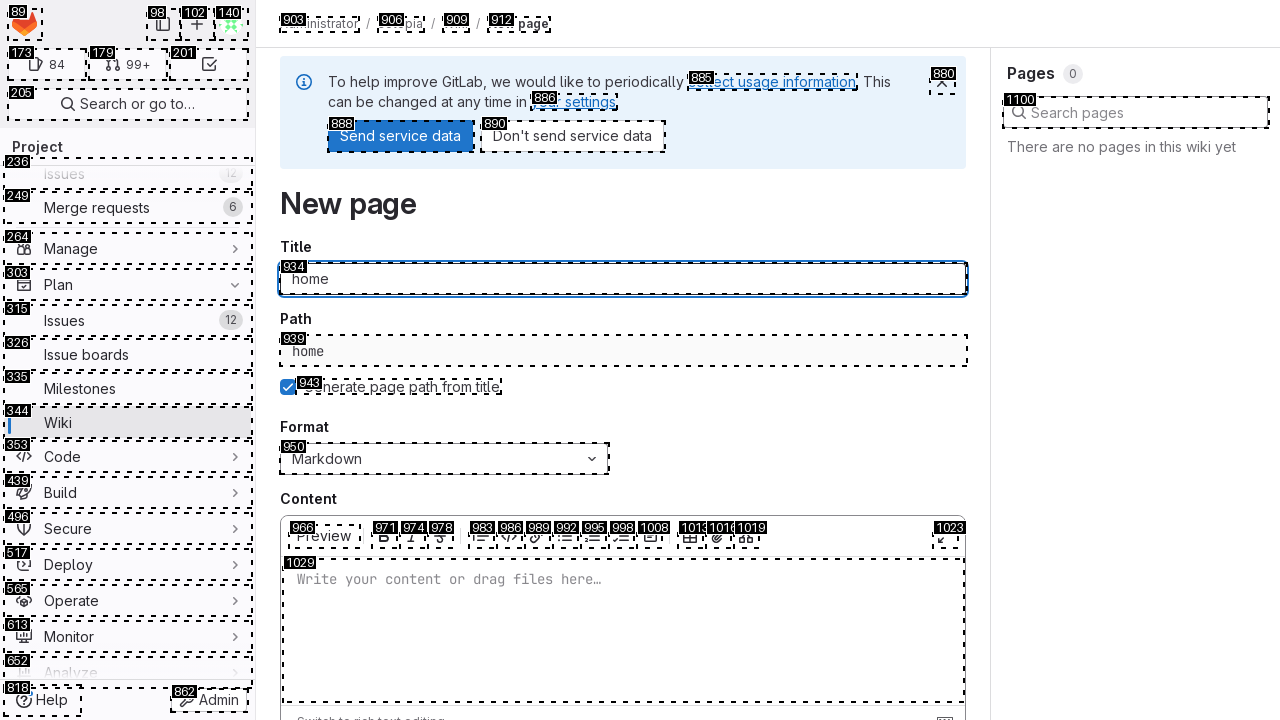 89
98
102
140
173
84
179
99+
201
205
Search or go to…
Project
236
Issues
12
249
Merge requests
6
264
Manage
303
Plan
315
Issues
12
326
Issue boards
335
Milestones
344
Wiki
353
Code
439
Build
496
Secure
517
Deploy
565
Operate
613
Monitor
652
Analyze
818
Help
862
Admin
903
906
909
912
/
/
/
page
To help improve GitLab, we would like to periodically 885 usage information. This
can be changed at any time in 886 settings.
880
888
Send service data
890
Don't send service data
New page
Title
934
home
Path
939
home
943
Generate page path from title
Format
950
Markdown
Content
966
Preview
971
974
978
983
986
989
992
995
998
1008
1013
1016
1019
1023
1029
Write your content or drag files here…
Switch to rich text editing
Pages
0
1100
Search pages
There are no pages in this wiki yet